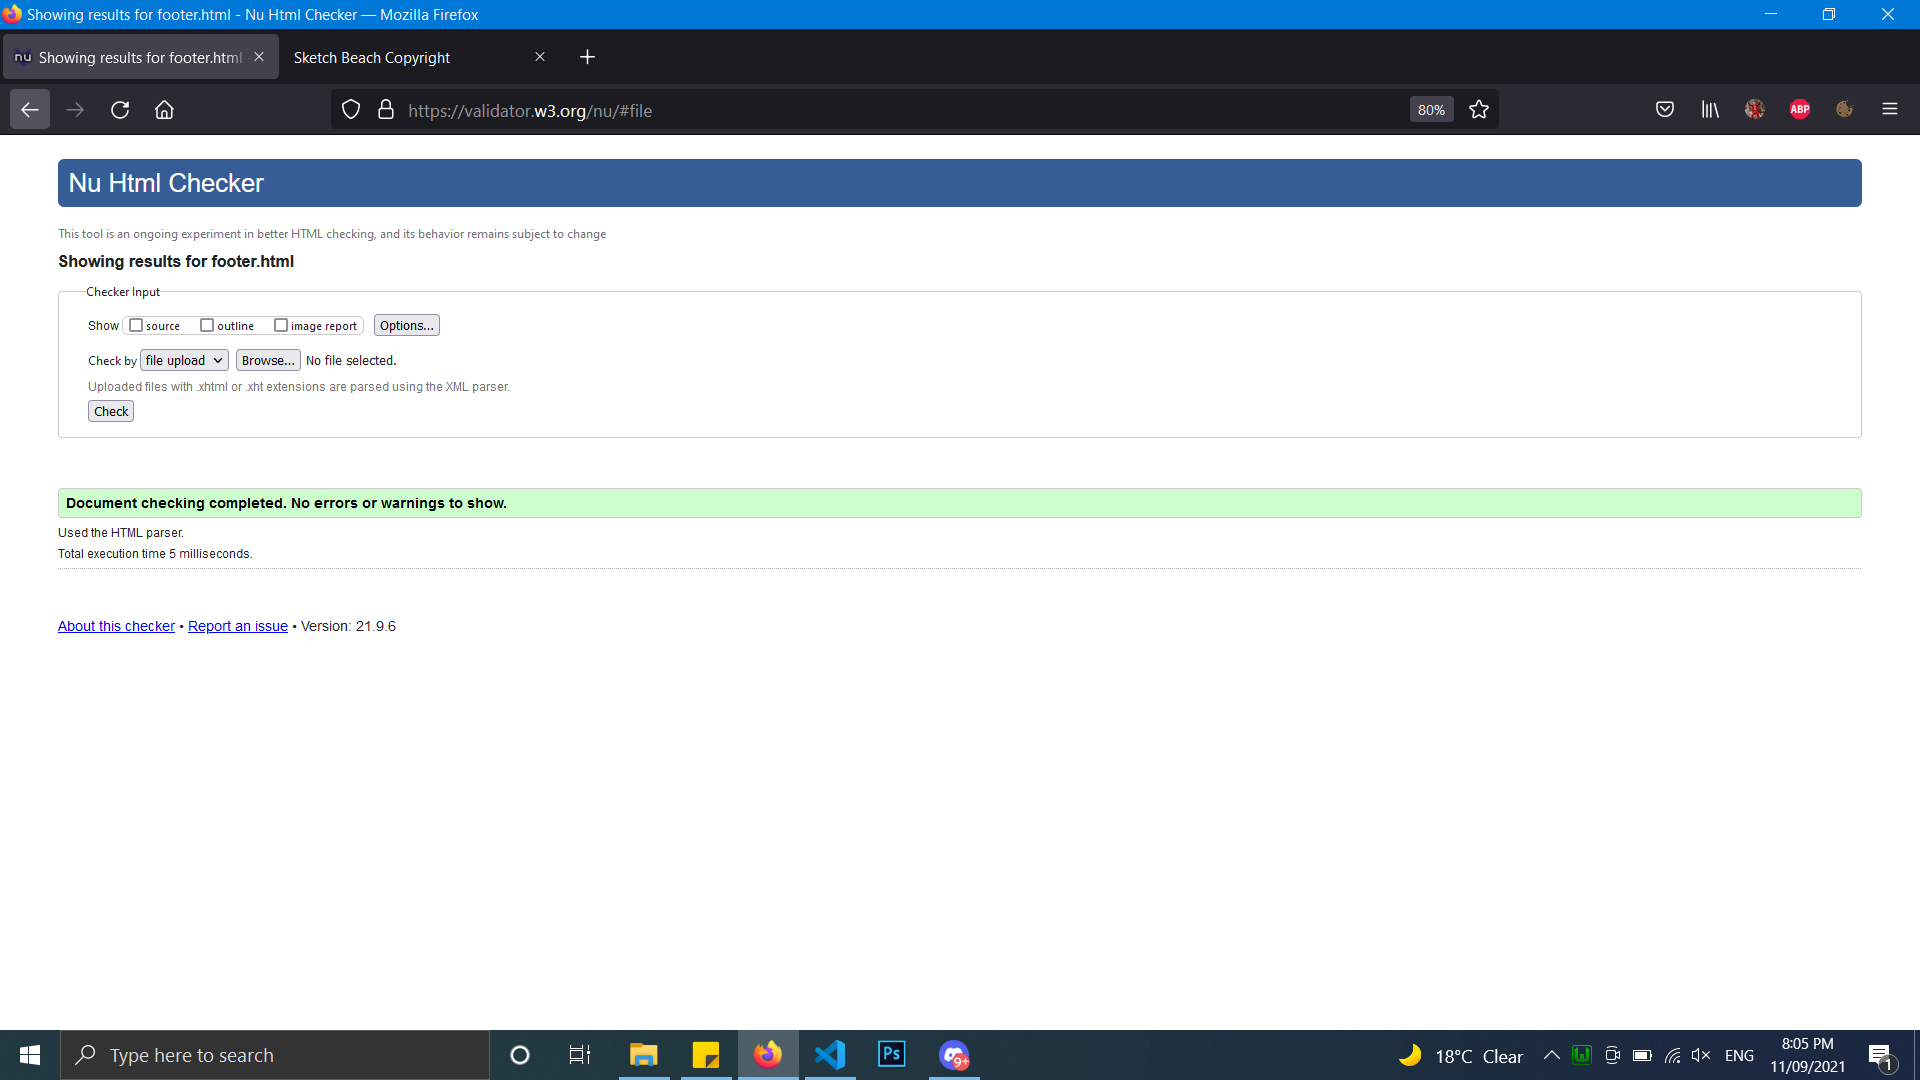 Showing results for footer.html - Nu Html Checker — Mozilla Firefox
nu Showing results for footer.html
Sketch Beach Copyright
https://validator.w3.org/nu/#file
80%
ABP
Nu Html Checker
This tool is an ongoing experiment in better HTML checking, and its behavior remains subject to change
Showing results for footer.html
Checker Input
Show source outline image report Options...
Check by file upload Browse... No file selected.
Uploaded files with .xhtml or .xht extensions are parsed using the XML parser.
Check
Document checking completed. No errors or warnings to show.
Used the HTML parser.
Total execution time 5 milliseconds.
About this checker • Report an issue • Version: 21.9.6
Type here to search
Ps
9+
18°C Clear
ENG
8:05 PM
11/09/2021
1